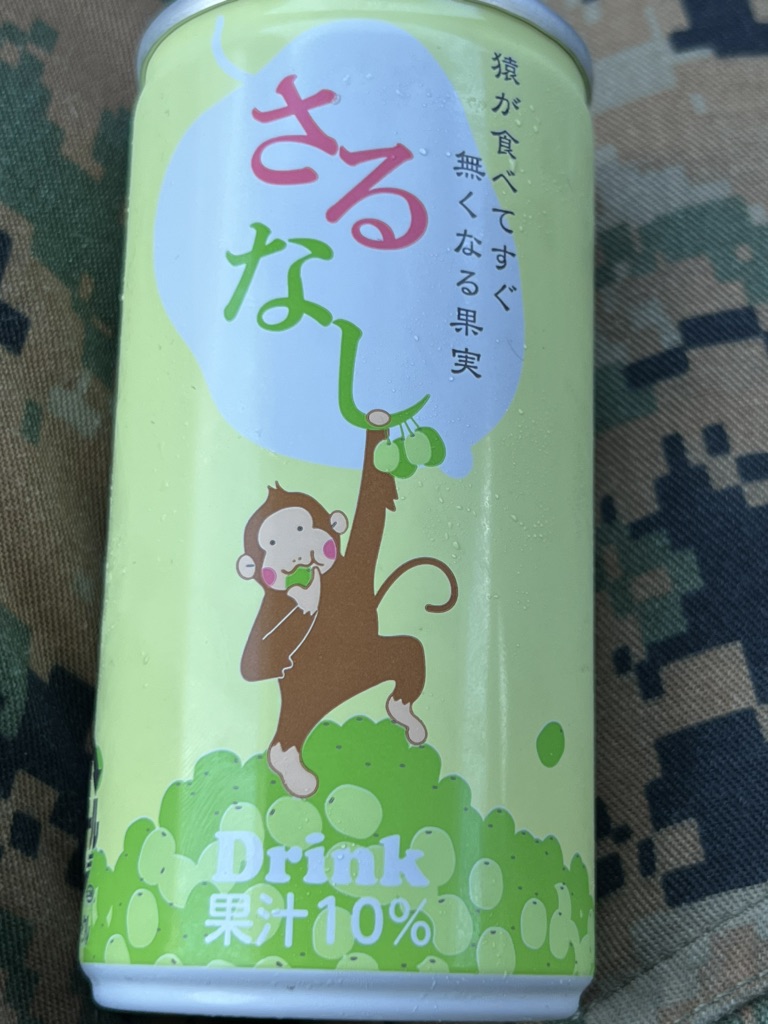 猿が食べてすぐ
無くなる果実
さる
なし
Drink
果汁10%